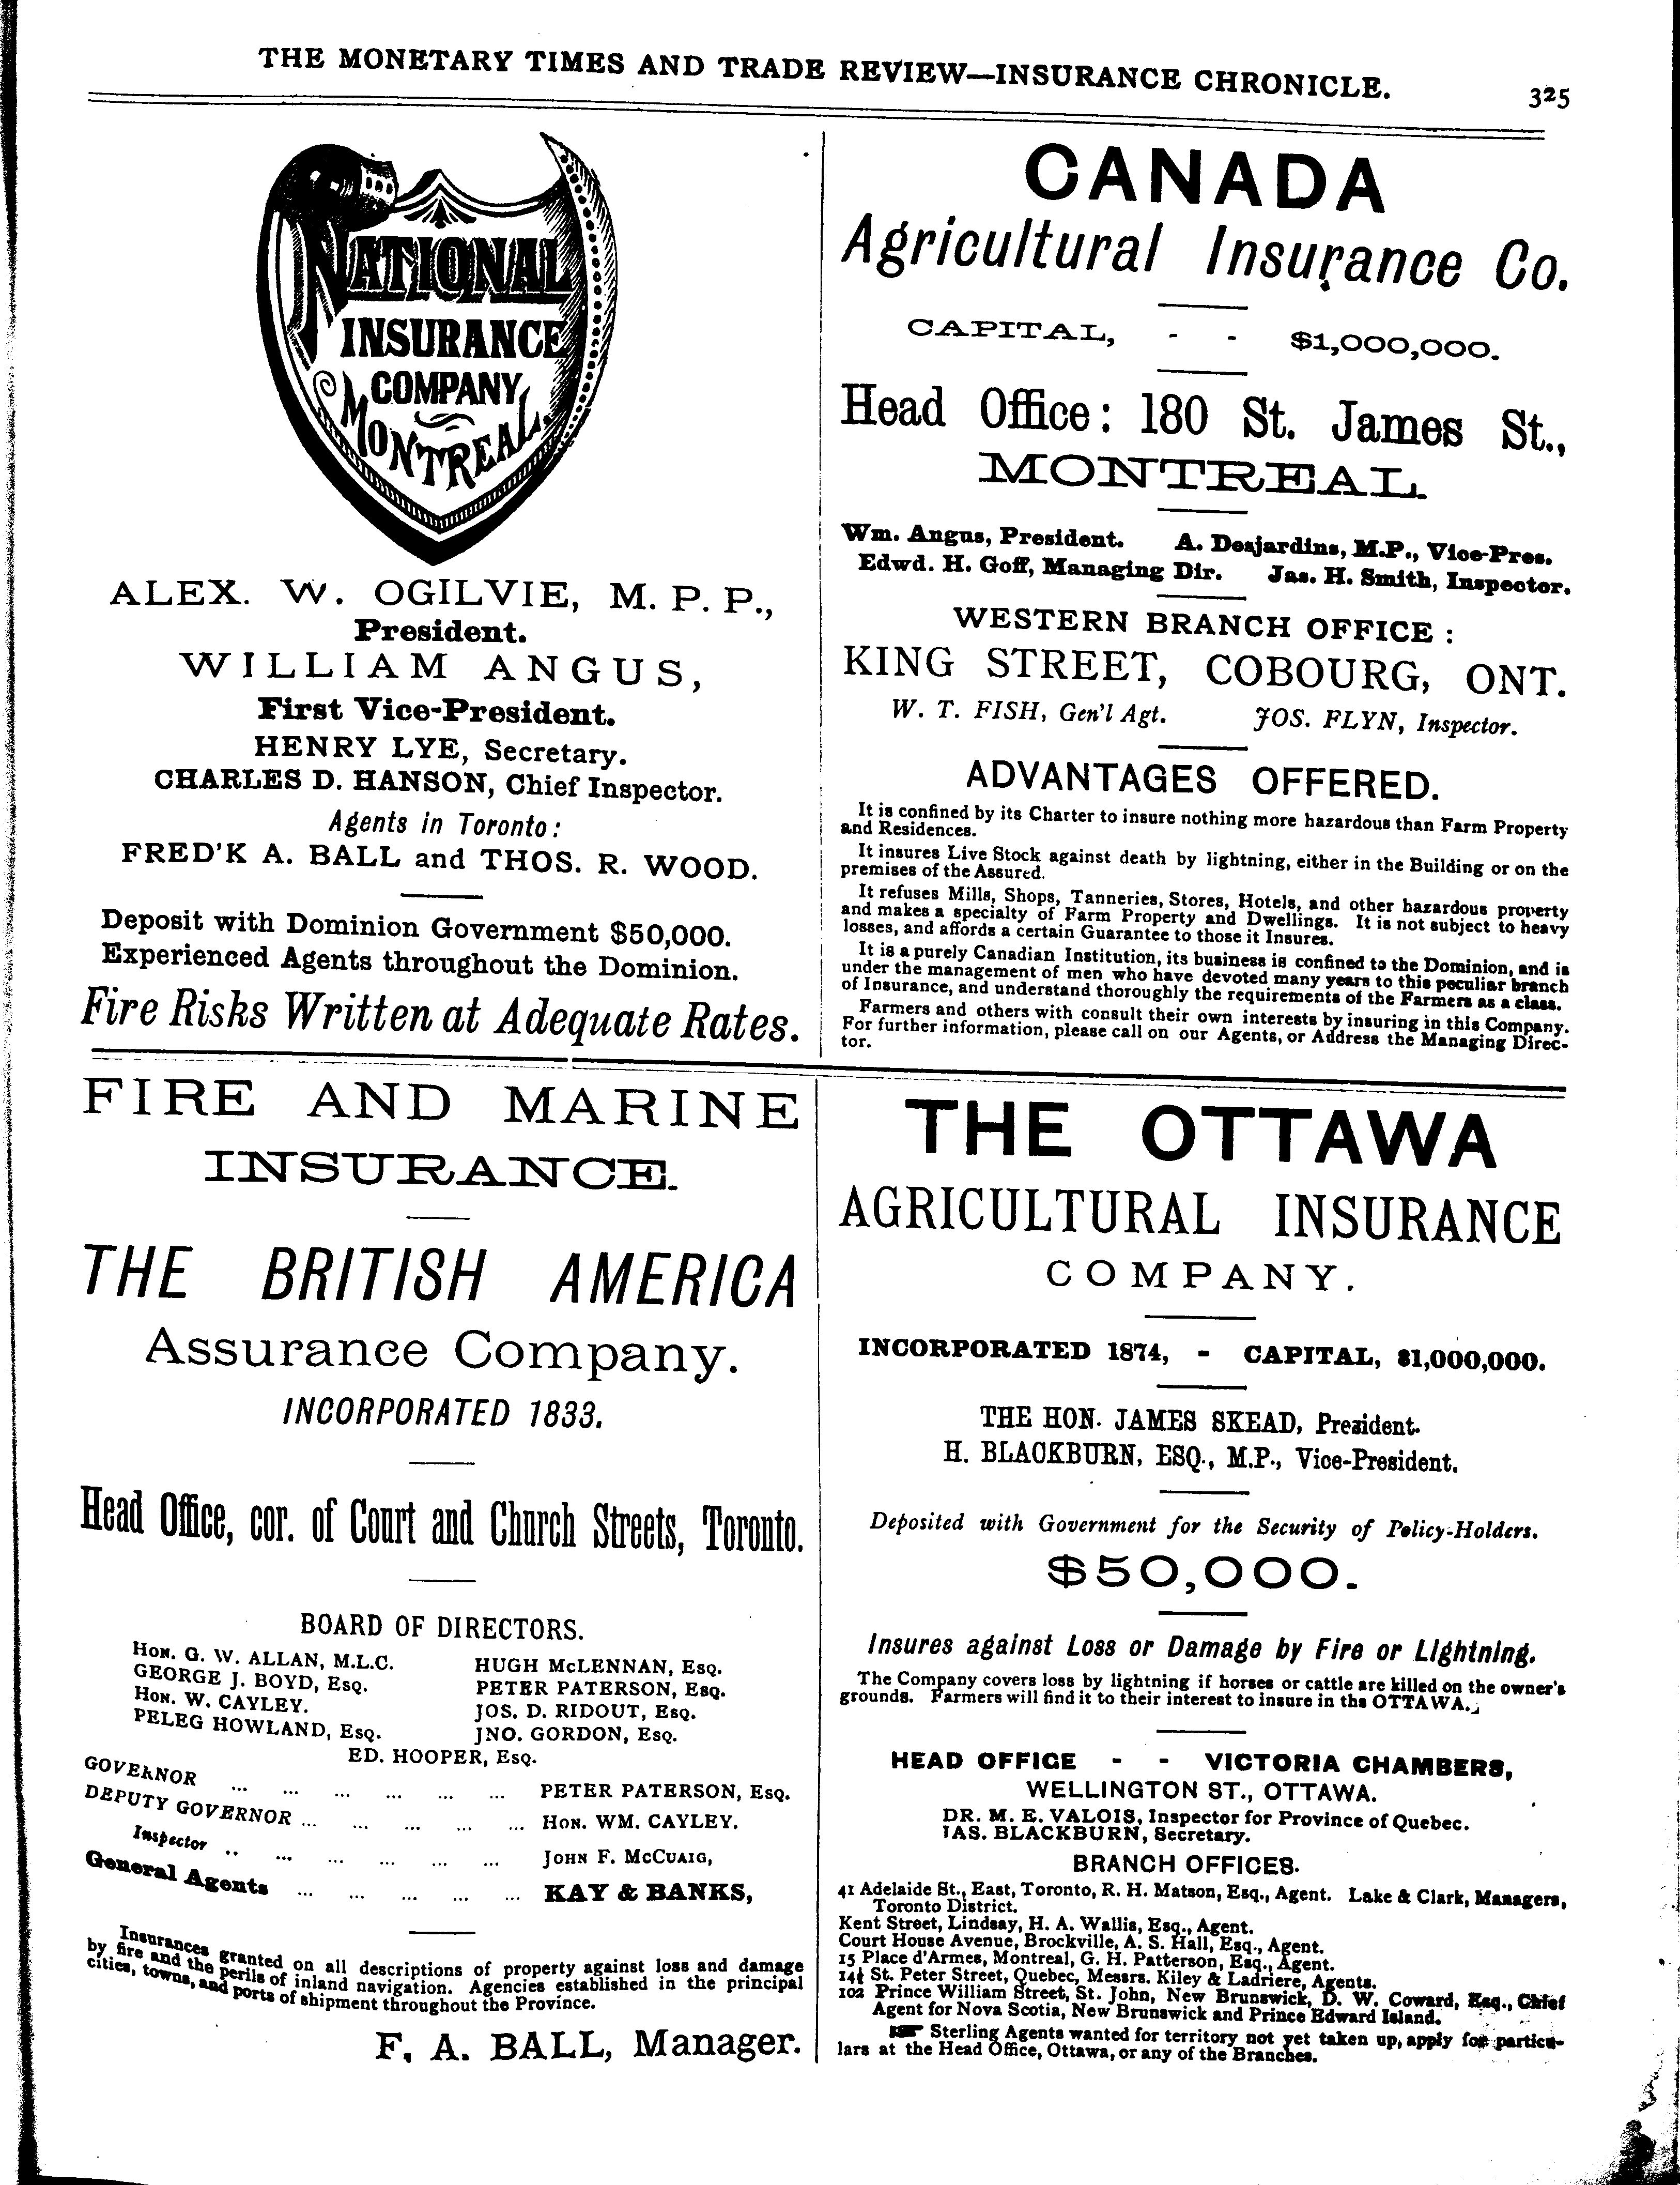 THE MONETARY TIMES AND TRADE REVIEW—INSURANCE CHRONICLE. 325
NATIONAL
INSURANCE
COMPANY
MONTREAL.
ALEX. W. OGILVIE, M. P. P.,
President.
WILLIAM ANGUS,
First Vice-President.
HENRY LYE, Secretary.
CHARLES D. HANSON, Chief Inspector.
Agents in Toronto:
FRED'K A. BALL and THOS. R. WOOD.
Deposit with Dominion Government $50,000.
Experienced Agents throughout the Dominion.
Fire Risks Written at Adequate Rates.
CANADA
Agricultural Insurance Co.
CAPITAL, - - $1,000,000.
Head Office: 180 St. James St.,
MONTREAL.
Wm. Angus, President. A. Desjardins, M.P., Vice-Pres.
Edwd. H. Goff, Managing Dir. Jas. H. Smith, Inspector.
WESTERN BRANCH OFFICE :
KING STREET, COBOURG, ONT.
W. T. FISH, Gen'l Agt. JOS. FLYN, Inspector.
ADVANTAGES OFFERED.
It is confined by its Charter to insure nothing more hazardous than Farm Property
and Residences.
It insures Live Stock against death by lightning, either in the Building or on the
premises of the Assured.
It refuses Mills, Shops, Tanneries, Stores, Hotels, and other hazardous property
and makes a specialty of Farm Property and Dwellings. It is not subject to heavy
losses, and affords a certain Guarantee to those it Insures.
It is a purely Canadian Institution, its business is confined to the Dominion, and is
under the management of men who have devoted many years to this peculiar branch
of Insurance, and understand thoroughly the requirements of the Farmers as a class.
Farmers and others with consult their own interests by insuring in this Company.
For further information, please call on our Agents, or Address the Managing Direc-
tor.
FIRE AND MARINE
INSURANCE.
THE BRITISH AMERICA
Assurance Company.
INCORPORATED 1833.
Head Office, cor. of Court and Church Streets, Toronto.
BOARD OF DIRECTORS.
HON. G. W. ALLAN, M.L.C. HUGH McLENNAN, ESQ.
GEORGE J. BOYD, ESQ. PETER PATERSON, ESQ.
HON. W. CAYLEY. JOS. D. RIDOUT, ESQ.
PELEG HOWLAND, ESQ. JNO. GORDON, ESQ.
ED. HOOPER, ESQ.
GOVERNOR ... ... ... ... ... ... PETER PATERSON, ESQ.
DEPUTY GOVERNOR ... ... ... ... ... HON. WM. CAYLEY.
Inspector .. ... ... ... ... ... JOHN F. McCUAIG,
General Agents ... ... ... ... ... KAY & BANKS,
Insurances granted on all descriptions of property against loss and damage
by fire and the perils of inland navigation. Agencies established in the principal
cities, towns, and ports of shipment throughout the Province.
F. A. BALL, Manager.
THE OTTAWA
AGRICULTURAL INSURANCE
COMPANY.
INCORPORATED 1874, - CAPITAL, $1,000,000.
THE HON. JAMES SKEAD, President.
H. BLACKBURN, ESQ., M.P., Vice-President.
Deposited with Government for the Security of Policy-Holders.
$50,000.
Insures against Loss or Damage by Fire or Lightning.
The Company covers loss by lightning if horses or cattle are killed on the owner's
grounds. Farmers will find it to their interest to insure in the OTTAWA.
HEAD OFFICE - - VICTORIA CHAMBERS,
WELLINGTON ST., OTTAWA.
DR. M. E. VALOIS, Inspector for Province of Quebec.
JAS. BLACKBURN, Secretary.
BRANCH OFFICES.
41 Adelaide St., East, Toronto, R. H. Matson, Esq., Agent. Lake & Clark, Managers,
Toronto District.
Kent Street, Lindsay, H. A. Wallis, Esq., Agent.
Court House Avenue, Brockville, A. S. Hall, Esq., Agent.
15 Place d'Armes, Montreal, G. H. Patterson, Esq., Agent.
14½ St. Peter Street, Quebec, Messrs. Kiley & Ladriere, Agents.
102 Prince William Street, St. John, New Brunswick, D. W. Coward, Esq., Chief
Agent for Nova Scotia, New Brunswick and Prince Edward Island.
☞ Sterling Agents wanted for territory not yet taken up, apply for particu-
lars at the Head Office, Ottawa, or any of the Branches.